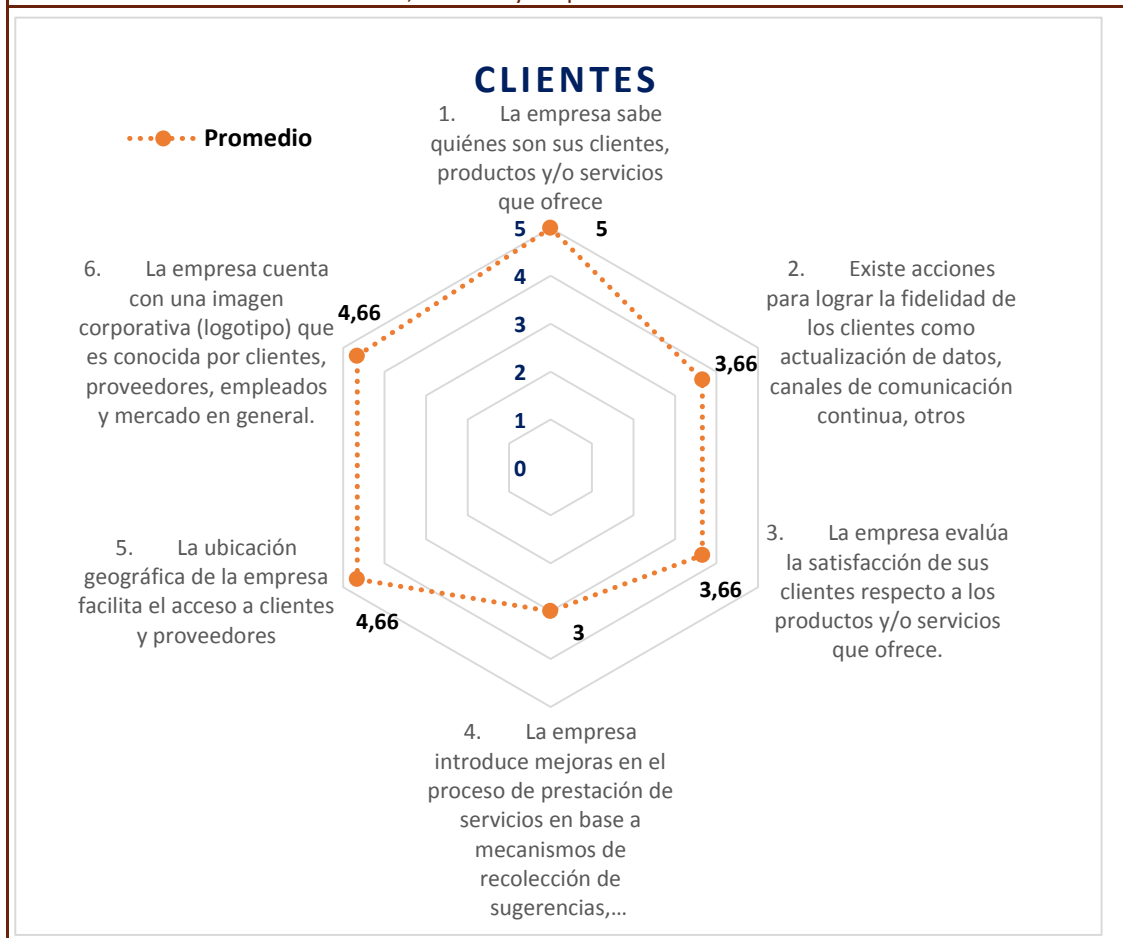 CLIENTES
Promedio
1. La empresa sabe
quiénes son sus clientes,
productos y/o servicios
que ofrece
5
5
4
3
2
1
0
2. Existe acciones
para lograr la fidelidad de
los clientes como
actualización de datos,
canales de comunicación
continua, otros
3,66
3. La empresa evalúa
la satisfacción de sus
clientes respecto a los
productos y/o servicios
que ofrece.
3,66
4. La empresa
introduce mejoras en el
proceso de prestación de
servicios en base a
mecanismos de
recolección de
sugerencias,...
3
5. La ubicación
geográfica de la empresa
facilita el acceso a clientes
y proveedores
4,66
6. La empresa cuenta
con una imagen
corporativa (logotipo) que
es conocida por clientes,
proveedores, empleados
y mercado en general.
4,66